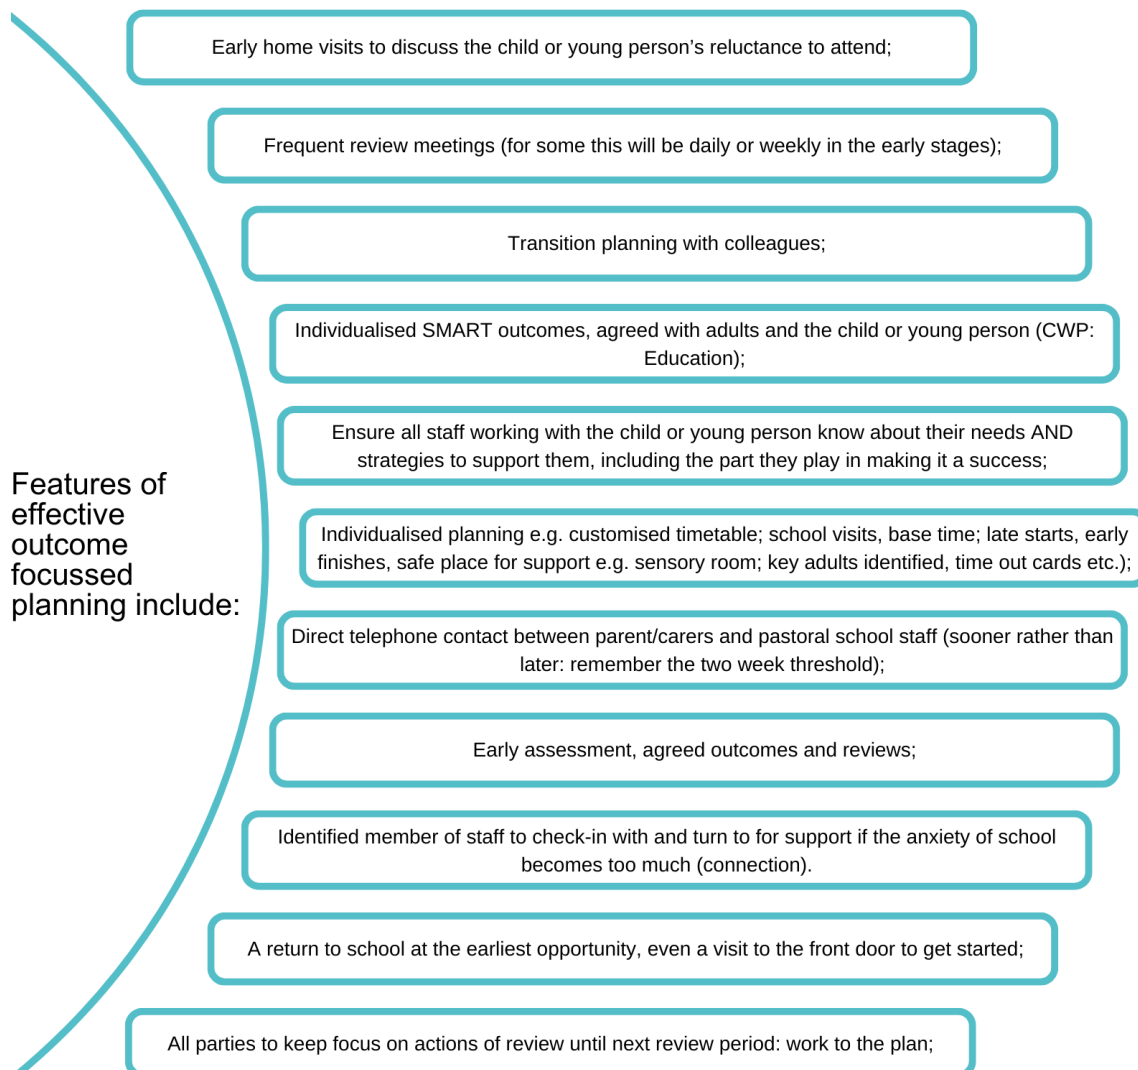 Early home visits to discuss the child or young person’s reluctance to attend;
Frequent review meetings (for some this will be daily or weekly in the early stages);
Transition planning with colleagues;
Individualised SMART outcomes, agreed with adults and the child or young person (CWP:
Education);
Ensure all staff working with the child or young person know about their needs AND
strategies to support them, including the part they play in making it a success;
Features of
effective
outcome
focussed
planning include:
Individualised planning e.g. customised timetable; school visits, base time; late starts, early
finishes, safe place for support e.g. sensory room; key adults identified, time out cards etc.);
Direct telephone contact between parent/carers and pastoral school staff (sooner rather than
later: remember the two week threshold);
Early assessment, agreed outcomes and reviews;
Identified member of staff to check-in with and turn to for support if the anxiety of school
becomes too much (connection).
A return to school at the earliest opportunity, even a visit to the front door to get started;
All parties to keep focus on actions of review until next review period: work to the plan;